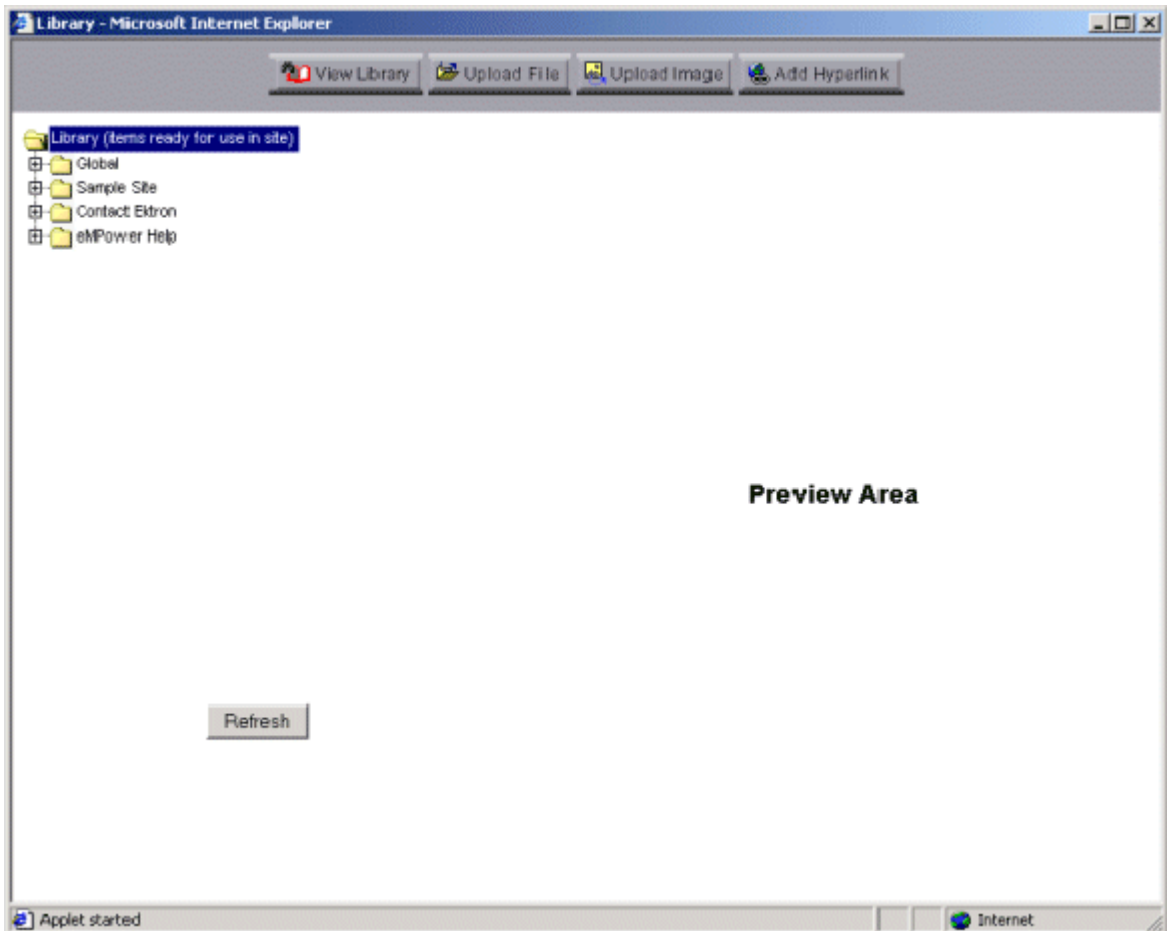 Library - Microsoft Internet Explorer
View Library Upload File Upload Image Add Hyperlink
Library (items ready for use in site)
Global
Sample Site
Contact Ektron
eMPower Help
Preview Area
Refresh
Applet started Internet